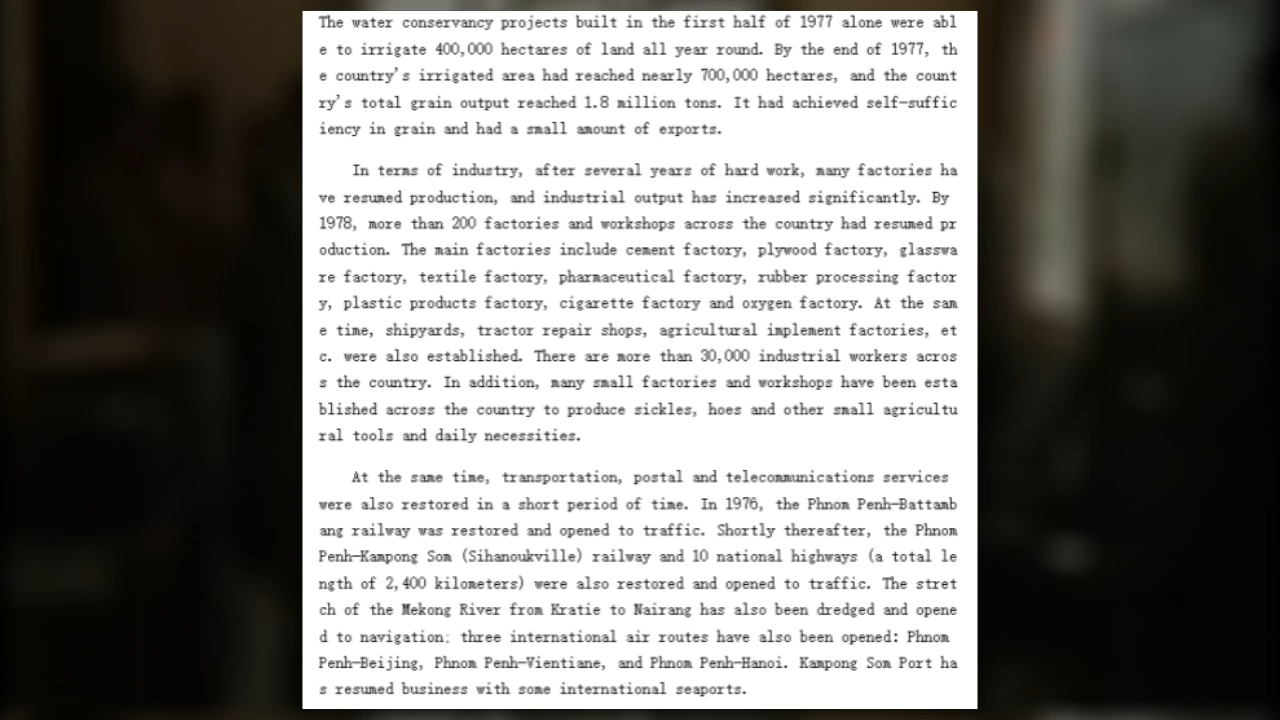 The water conservancy projects built in the first half of 1977 alone were abl
e to irrigate 400,000 hectares of land all year round. By the end of 1977, th
e country's irrigated area had reached nearly 700,000 hectares, and the count
ry's total grain output reached 1.8 million tons. It had achieved self-suffic
iency in grain and had a small amount of exports.
In terms of industry, after several years of hard work, many factories ha
ve resumed production, and industrial output has increased significantly. By
1978, more than 200 factories and workshops across the country had resumed pr
oduction. The main factories include cement factory, plywood factory, glasswa
re factory, textile factory, pharmaceutical factory, rubber processing factor
y, plastic products factory, cigarette factory and oxygen factory. At the sam
e time, shipyards, tractor repair shops, agricultural implement factories, et
c. were also established. There are more than 30,000 industrial workers acros
s the country. In addition, many small factories and workshops have been esta
blished across the country to produce sickles, hoes and other small agricultu
ral tools and daily necessities.
At the same time, transportation, postal and telecommunications services
were also restored in a short period of time. In 1976, the Phnom Penh-Battamb
ang railway was restored and opened to traffic. Shortly thereafter, the Phnom
Penh-Kampong Som (Sihanoukville) railway and 10 national highways (a total le
ngth of 2,400 kilometers) were also restored and opened to traffic. The stret
ch of the Mekong River from Kratie to Nairang has also been dredged and opene
d to navigation; three international air routes have also been opened: Phnom
Penh-Beijing, Phnom Penh-Vientiane, and Phnom Penh-Hanoi. Kampong Som Port ha
s resumed business with some international seaports.